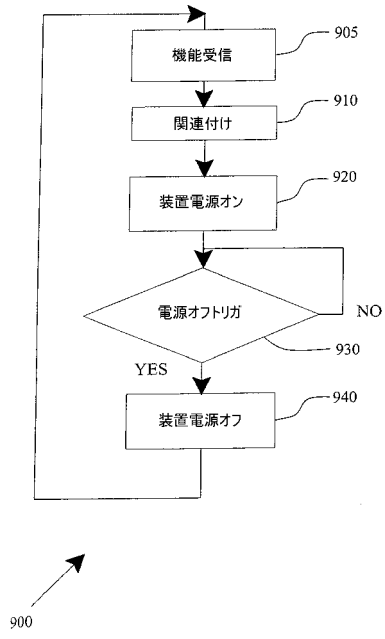 機能受信
905
関連付け
910
装置電源オン
920
電源オフトリガ
NO
930
YES
装置電源オフ
940
900